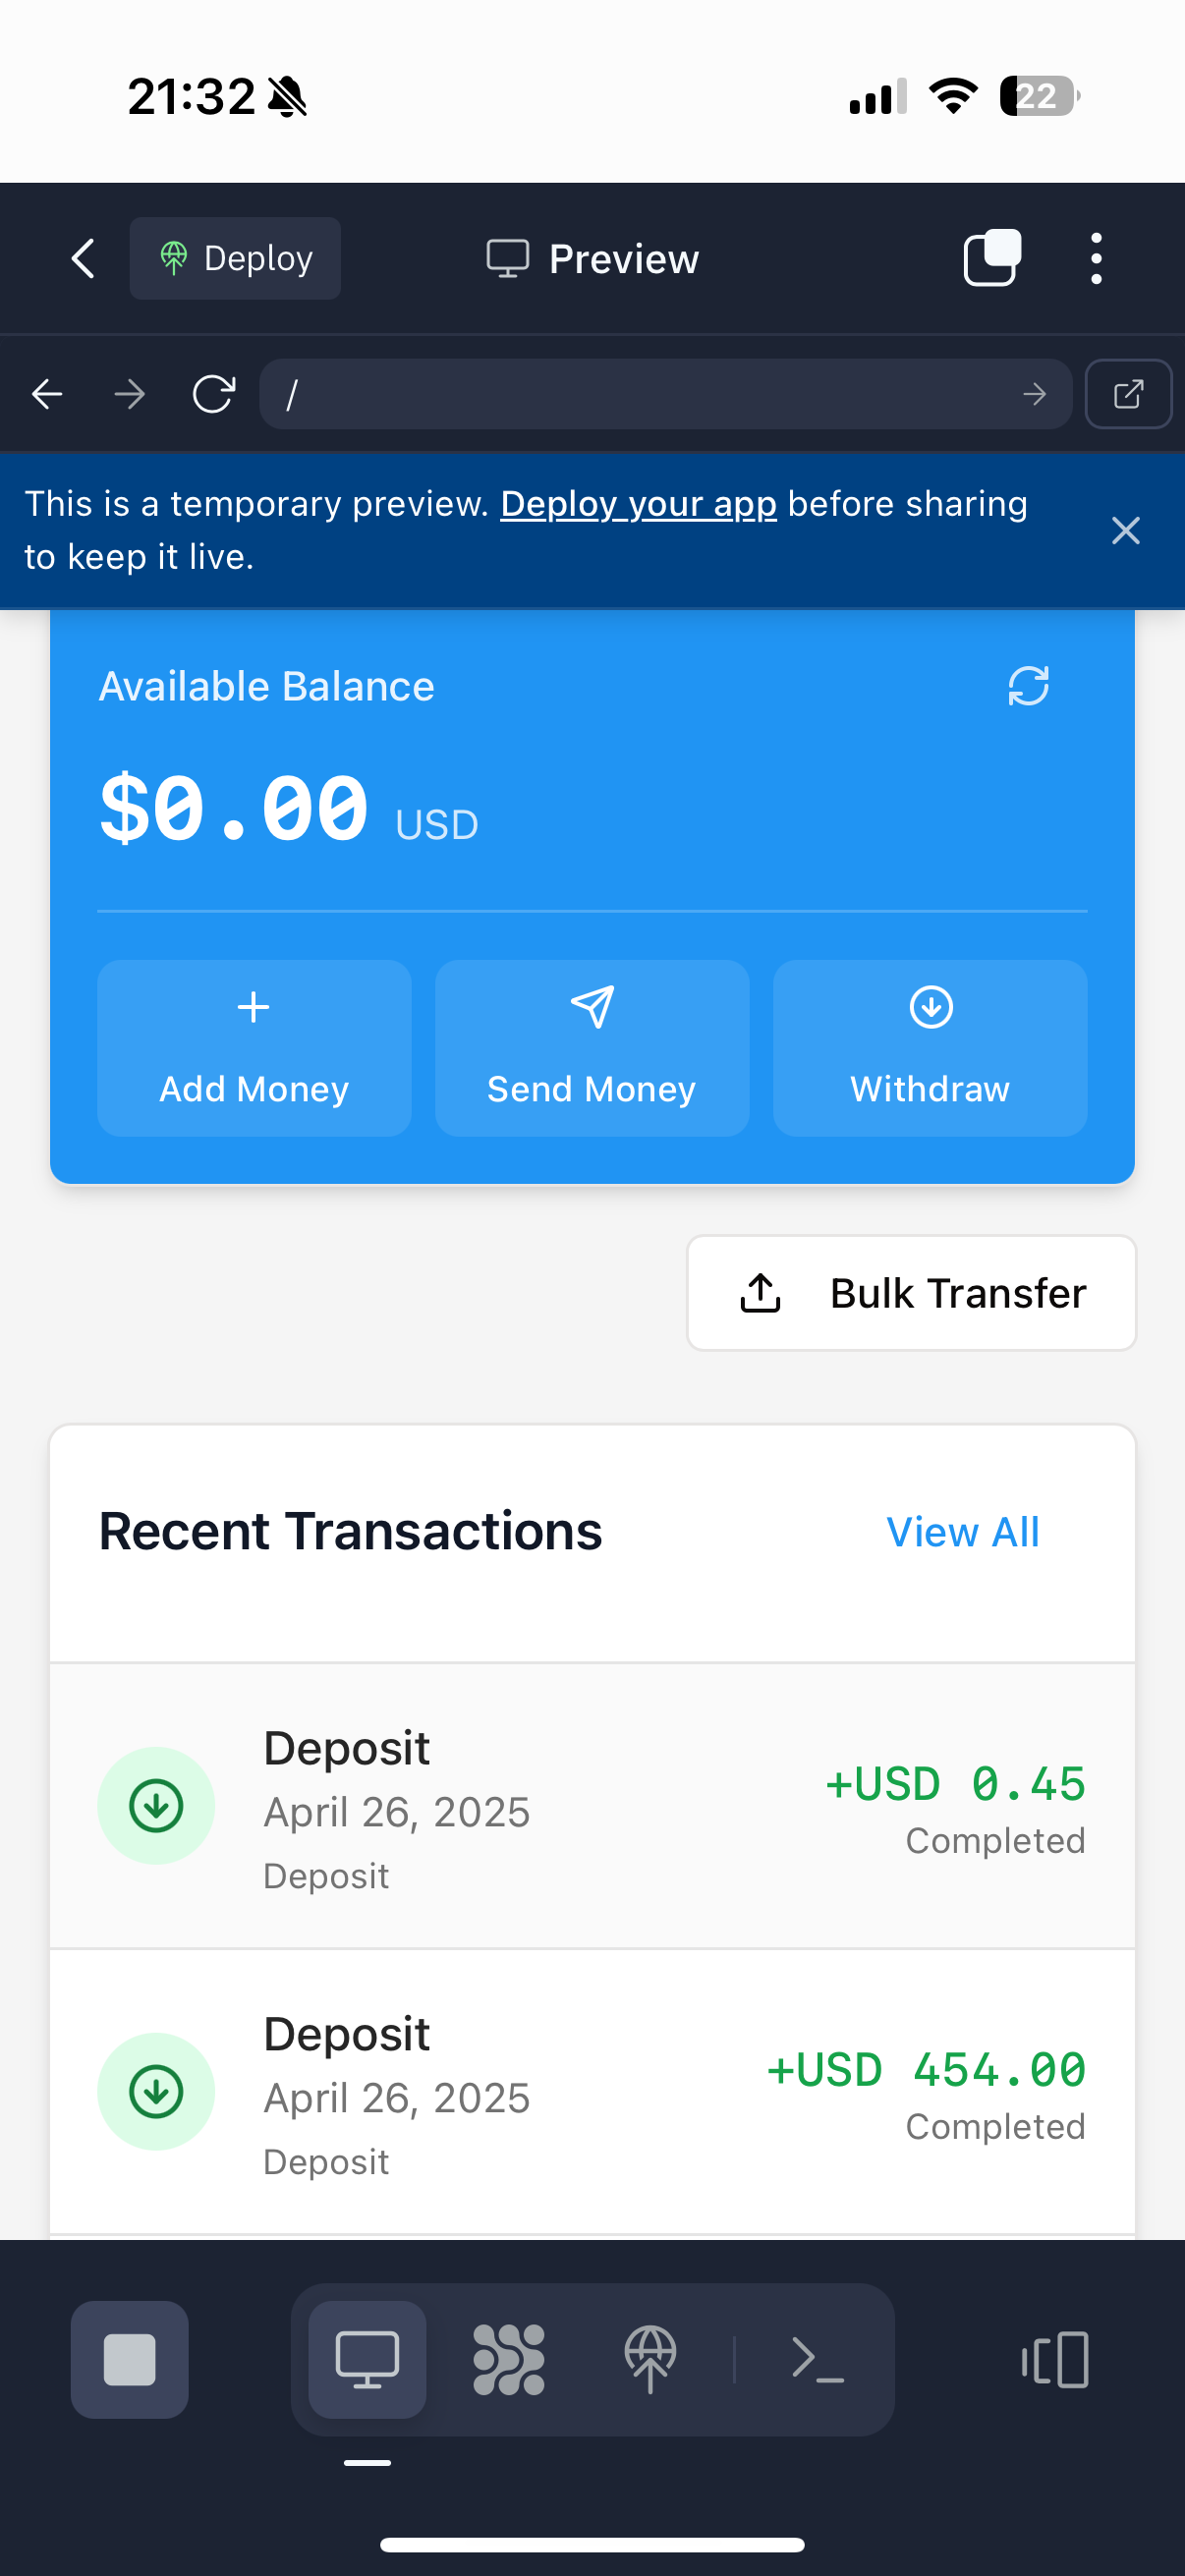 21:32
22
Deploy
Preview
/
This is a temporary preview. Deploy your app before sharing
to keep it live.
Available Balance
$0.00 USD
Add Money
Send Money
Withdraw
Bulk Transfer
Recent Transactions
View All
Deposit
April 26, 2025
Deposit
+USD 0.45
Completed
Deposit
April 26, 2025
Deposit
+USD 454.00
Completed